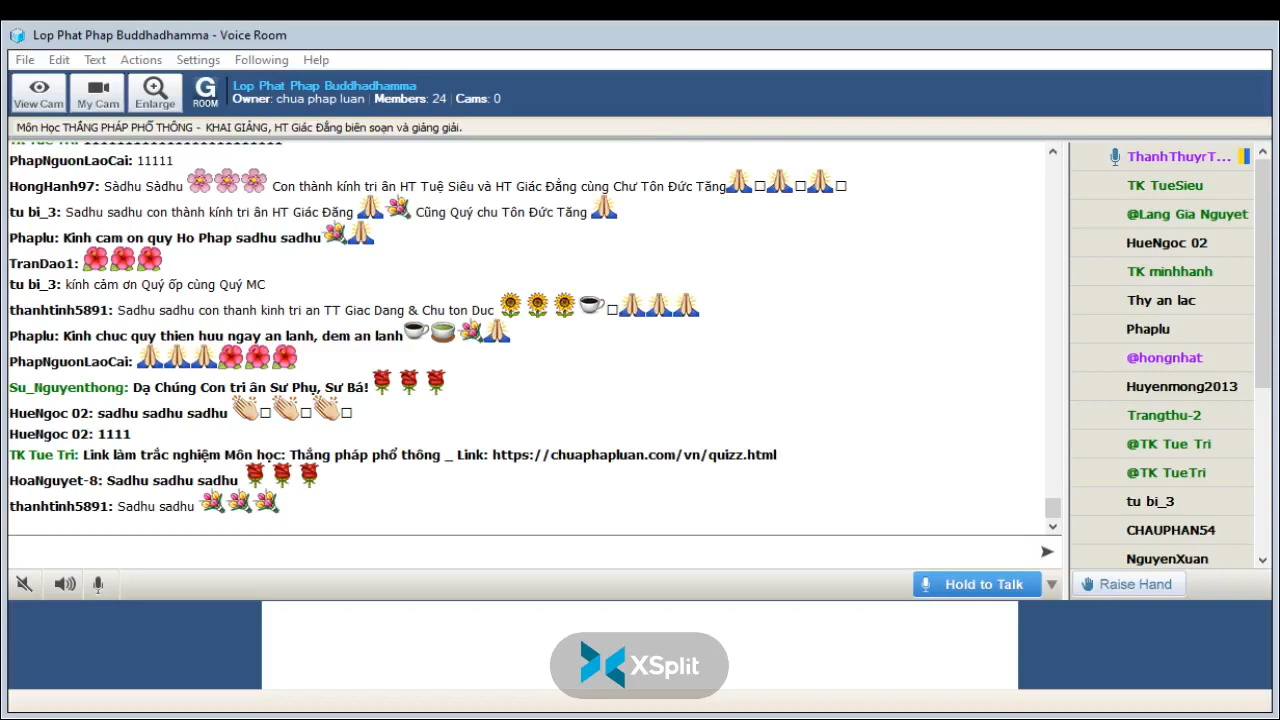 Lop Phat Phap Buddhadhamma - Voice Room
File Edit Text Actions Settings Following Help
View Cam My Cam Enlarge G ROOM
Lop Phat Phap Buddhadhamma
Owner: chua phap luan | Members: 24 | Cams: 0
Môn Học THẮNG PHÁP PHỔ THÔNG - KHAI GIẢNG, HT Giác Đẳng biên soạn và giảng giải.
PhapNguonLaoCai: 11111
HongHanh97: Sàdhu Sàdhu Con thành kính tri ân HT Tuệ Siêu và HT Giác Đẳng cùng Chư Tôn Đức Tăng
tu bi_3: Sadhu sadhu con thành kính tri ân HT Giác Đăng Cũng Quý chu Tôn Đức Tăng
Phaplu: Kinh cam on quy Ho Phap sadhu sadhu
TranDao1:
tu bi_3: kính cảm ơn Quý ốp cùng Quý MC
thanhtinh5891: Sadhu sadhu con thanh kinh tri an TT Giac Dang & Chu ton Duc
Phaplu: Kinh chuc quy thien huu ngay an lanh, dem an lanh
PhapNguonLaoCai:
Su_Nguyenthong: Dạ Chúng Con tri ân Sư Phụ, Sư Bá!
HueNgoc 02: sadhu sadhu sadhu
HueNgoc 02: 1111
TK Tue Tri: Link làm trắc nghiệm Môn học: Thắng pháp phổ thông _ Link: https://chuaphapluan.com/vn/quizz.html
HoaNguyet-8: Sadhu sadhu sadhu
thanhtinh5891: Sadhu sadhu
ThanhThuyrT...
TK TueSieu
@Lang Gia Nguyet
HueNgoc 02
TK minhhanh
Thy an lac
Phaplu
@hongnhat
Huyenmong2013
Trangthu-2
@TK Tue Tri
@TK TueTri
tu bi_3
CHAUPHAN54
NguyenXuan
Hold to Talk
Raise Hand
XSplit